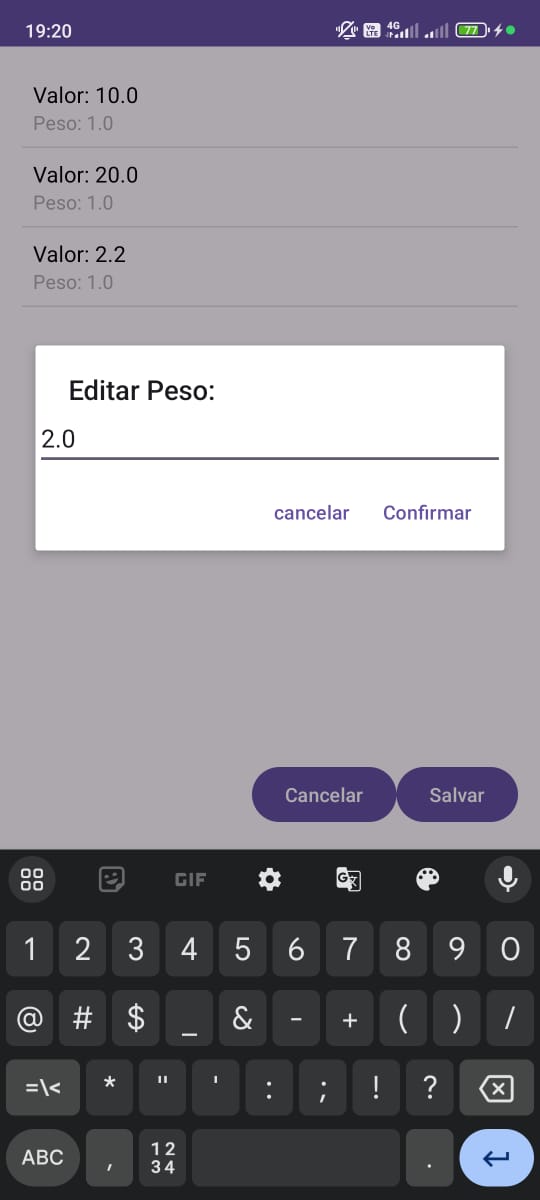 19:20
Vo LTE 4G 77
Valor: 10.0
Peso: 1.0
Valor: 20.0
Peso: 1.0
Valor: 2.2
Peso: 1.0
Editar Peso:
2.0
cancelar Confirmar
Cancelar Salvar
GIF G
1 2 3 4 5 6 7 8 9 0
@ # $ _ & - + ( ) /
=\< * " ' : ; ! ?
ABC , 12 .
34